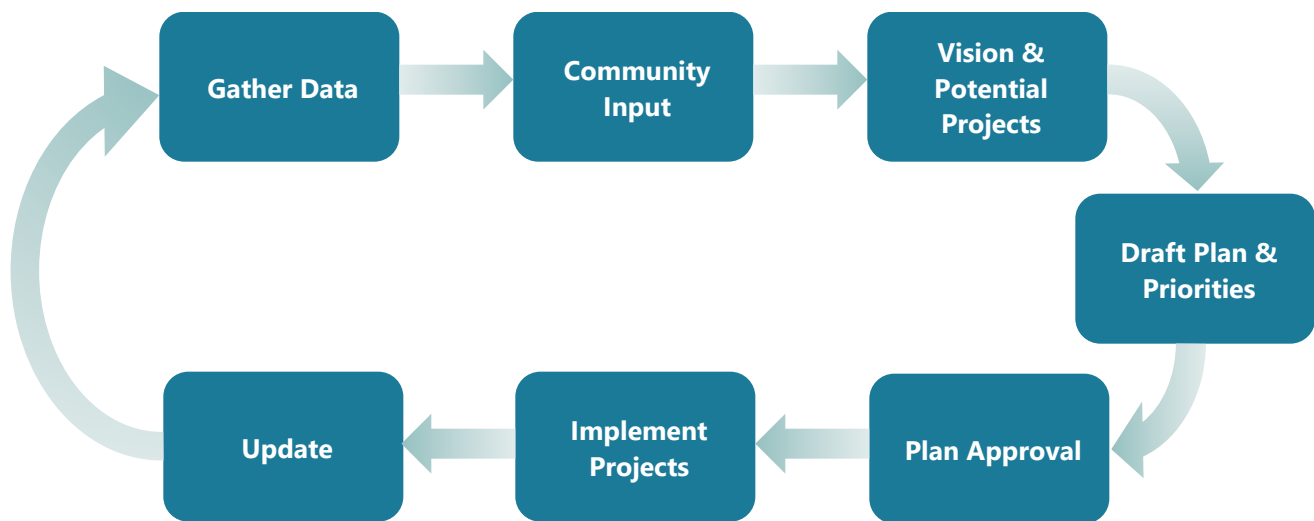 Gather Data
Community
Input
Vision &
Potential
Projects
Draft Plan &
Priorities
Plan Approval
Implement
Projects
Update